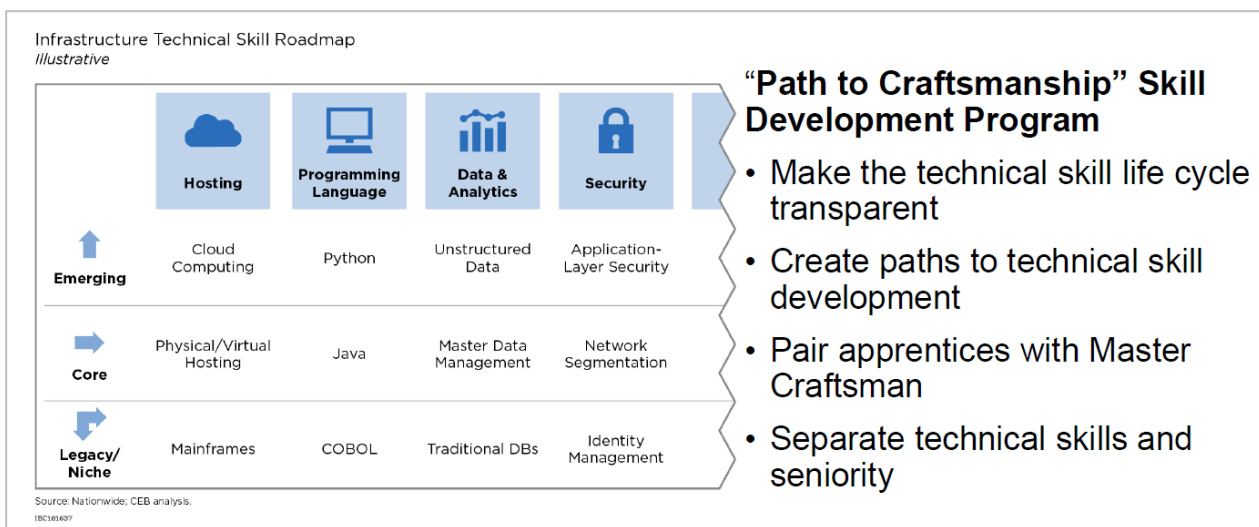 Infrastructure Technical Skill Roadmap
Illustrative
Hosting
Programming
Language
Data &
Analytics
Security
Emerging
Cloud
Computing
Python
Unstructured
Data
Application-
Layer Security
Core
Physical/Virtual
Hosting
Java
Master Data
Management
Network
Segmentation
Legacy/
Niche
Mainframes
COBOL
Traditional DBs
Identity
Management
Source: Nationwide; CEB analysis.
IBC181637
“Path to Craftsmanship” Skill
Development Program
• Make the technical skill life cycle
transparent
• Create paths to technical skill
development
• Pair apprentices with Master
Craftsman
• Separate technical skills and
seniority